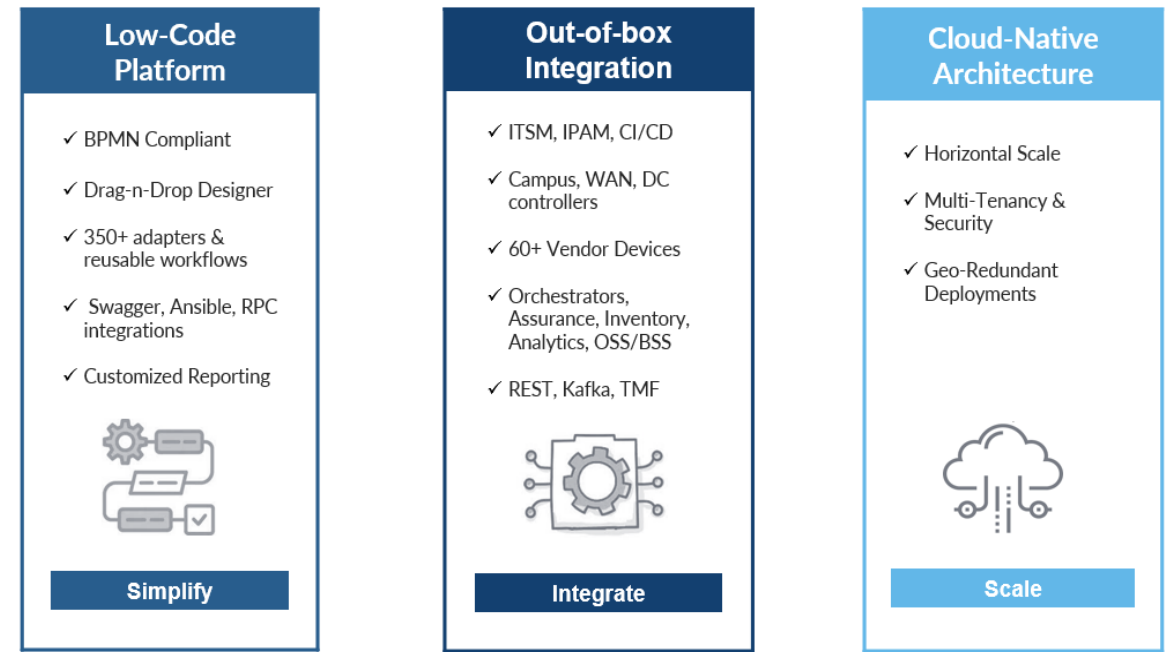 Low-Code
Platform
✓ BPMN Compliant
✓ Drag-n-Drop Designer
✓ 350+ adapters &
reusable workflows
✓ Swagger, Ansible, RPC
integrations
✓ Customized Reporting
Simplify
Out-of-box
Integration
✓ ITSM, IPAM, CI/CD
✓ Campus, WAN, DC
controllers
✓ 60+ Vendor Devices
✓ Orchestrators,
Assurance, Inventory,
Analytics, OSS/BSS
✓ REST, Kafka, TMF
Integrate
Cloud-Native
Architecture
✓ Horizontal Scale
✓ Multi-Tenancy &
Security
✓ Geo-Redundant
Deployments
Scale